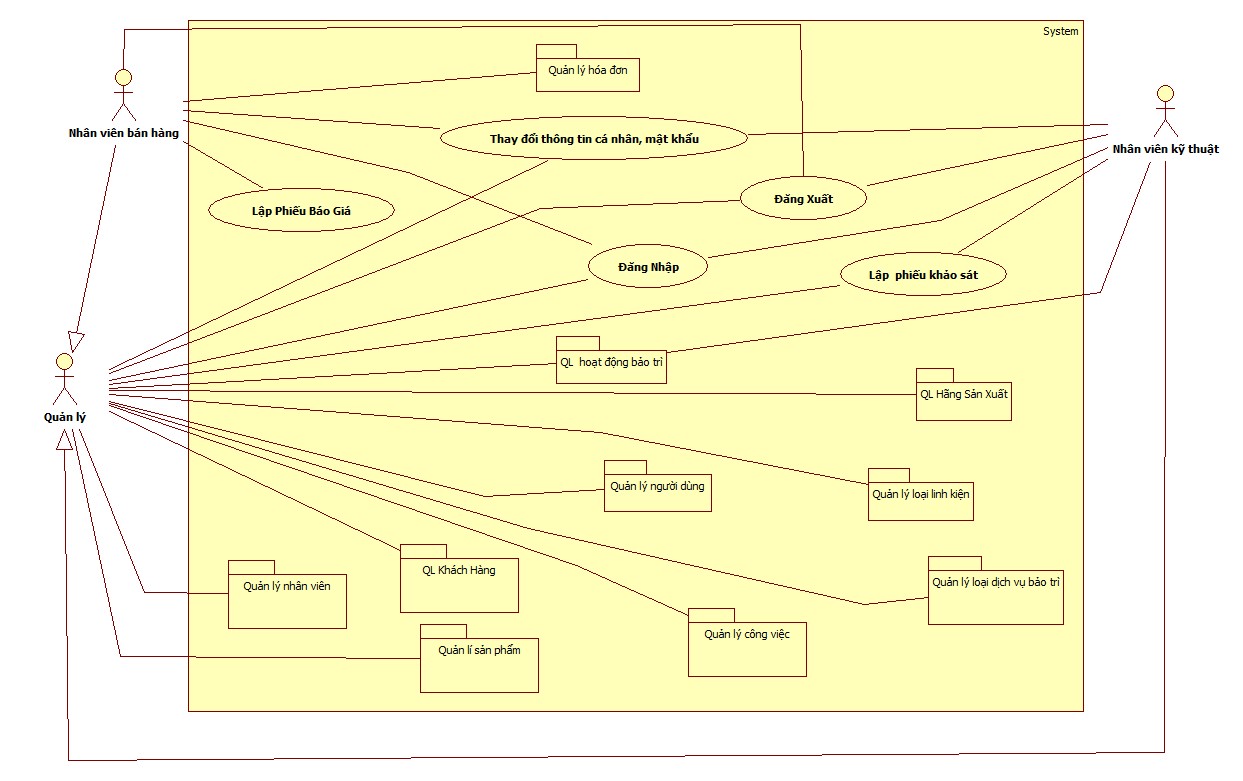 System
Quản lý hóa đơn
Nhân viên bán hàng
Thay đổi thông tin cá nhân, mật khẩu
Nhân viên kỹ thuật
Đăng Xuất
Lập Phiếu Báo Giá
Đăng Nhập
Lập phiếu khảo sát
QL hoạt động bảo trì
QL Hãng Sản Xuất
Quản lý
Quản lý người dùng
Quản lý loại linh kiện
QL Khách Hàng
Quản lý nhân viên
Quản lý loại dịch vụ bảo trì
Quản lý công việc
Quản lí sản phẩm